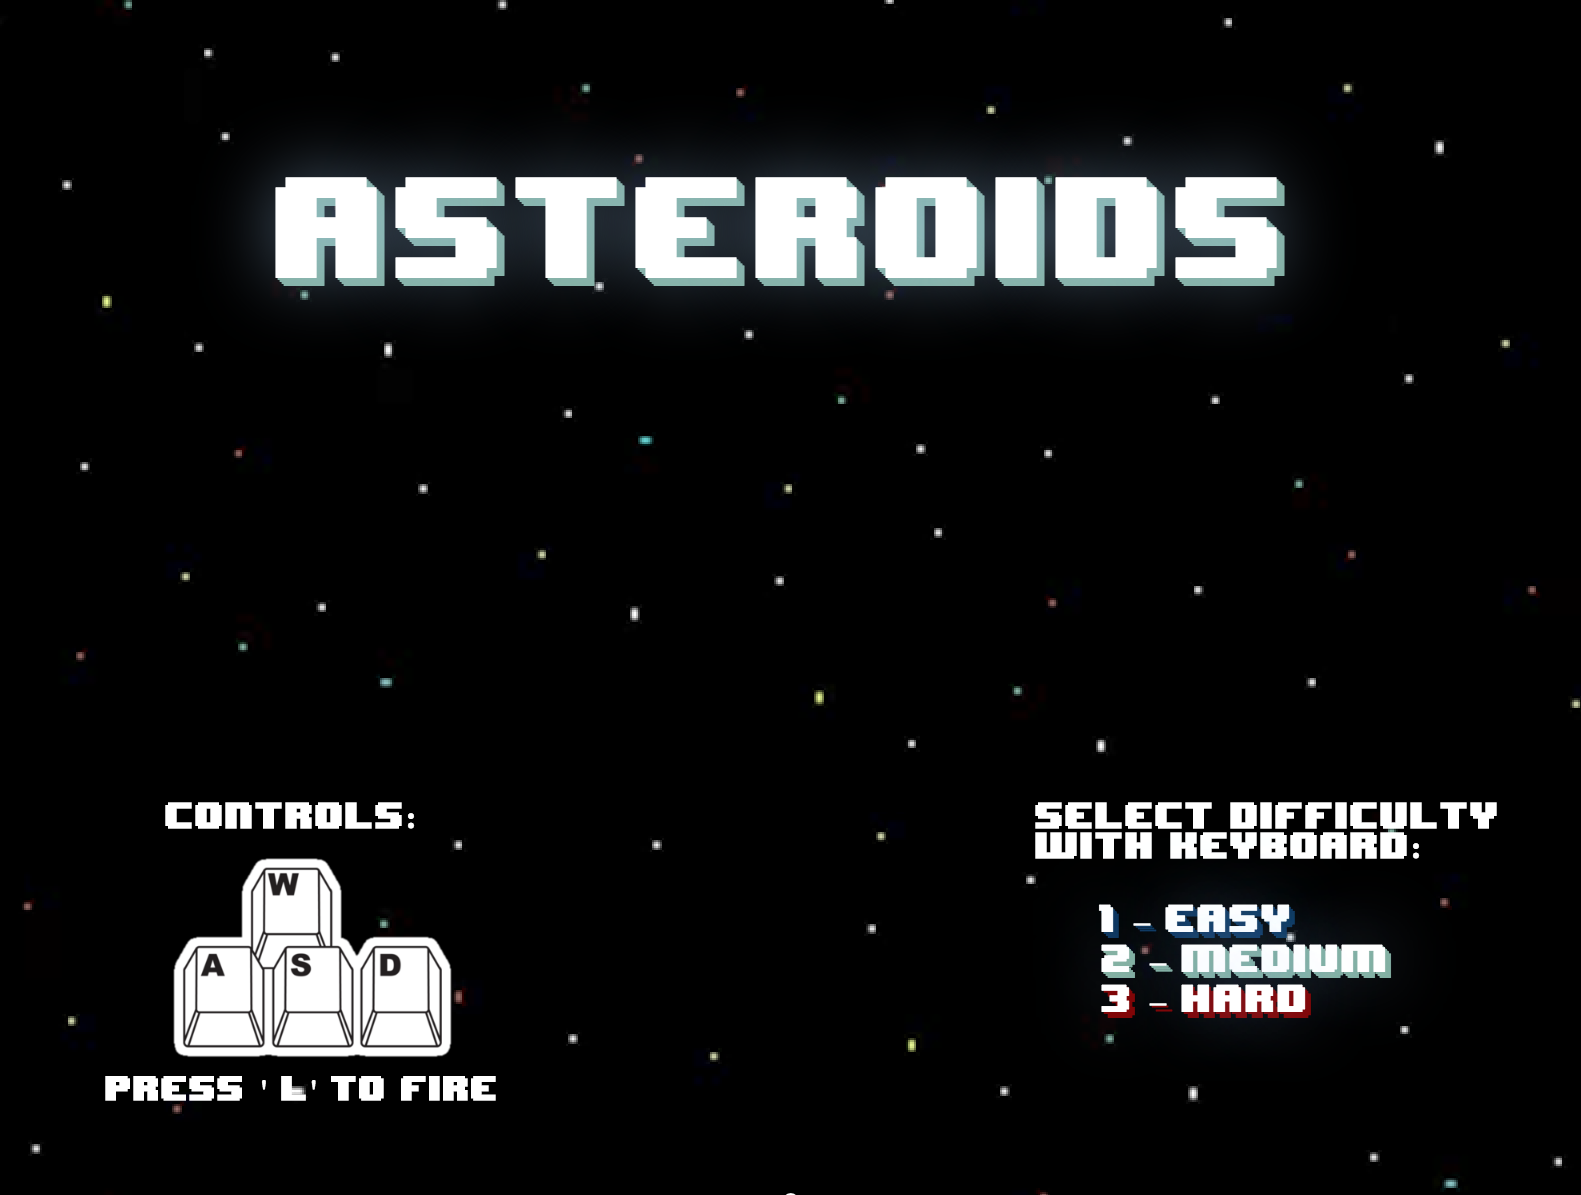 ASTEROIDS
CONTROLS:
W
A S D
PRESS 'L' TO FIRE
SELECT DIFFICULTY
WITH KEYBOARD:
1 - EASY
2 - MEDIUM
3 - HARD